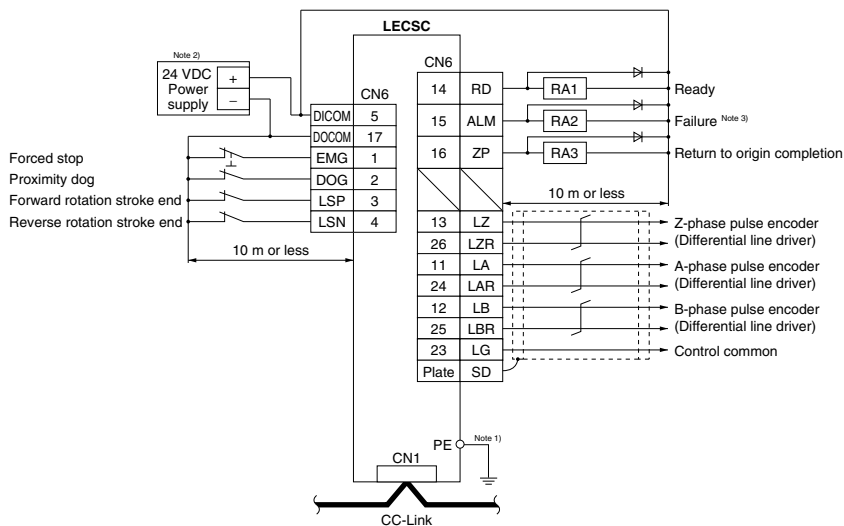 LECSC
Note 2)
24 VDC
Power
supply
+
−
CN6
DICOM 5
DOCOM 17
EMG 1
DOG 2
LSP 3
LSN 4
Forced stop
Proximity dog
Forward rotation stroke end
Reverse rotation stroke end
10 m or less
CN6
14 RD RA1 Ready
15 ALM RA2 Failure Note 3)
16 ZP RA3 Return to origin completion
10 m or less
13 LZ Z-phase pulse encoder
26 LZR (Differential line driver)
11 LA A-phase pulse encoder
24 LAR (Differential line driver)
12 LB B-phase pulse encoder
25 LBR (Differential line driver)
23 LG Control common
Plate SD
PE Note 1)
CN1
CC-Link